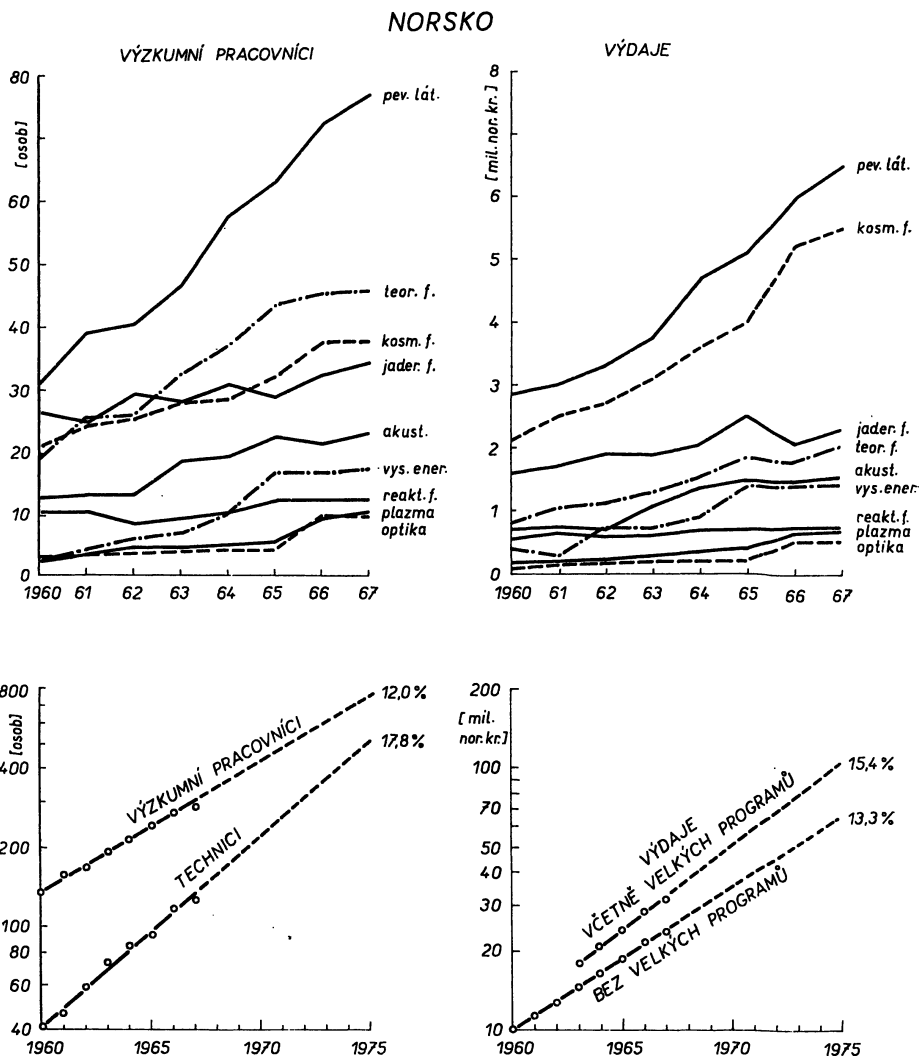 NORSKO
VÝZKUMNÍ PRACOVNÍCI
80
[osob]
60
50
40
30
20
10
0
1960 61 62 63 64 65 66 67
pev. lát.
teor. f.
kosm. f.
jader. f.
akust.
vys. ener.
reakt. f.
plazma
optika
VÝDAJE
8
[mil. nor. kr.]
6
5
4
3
2
1
0
1960 61 62 63 64 65 66 67
pev. lát.
kosm. f.
jader. f.
teor. f.
akust.
vys. ener.
reakt. f.
plazma
optika
800
[osob]
400
200
100
80
60
40
1960 1965 1970 1975
VÝZKUMNÍ PRACOVNÍCI
TECHNICI
12,0 %
17,8 %
200
[mil.
nor. kr.]
100
70
50
40
30
20
10
1960 1965 1970 1975
VÝDAJE
VČETNĚ VELKÝCH PROGRAMŮ
BEZ VELKÝCH PROGRAMŮ
15,4 %
13,3 %